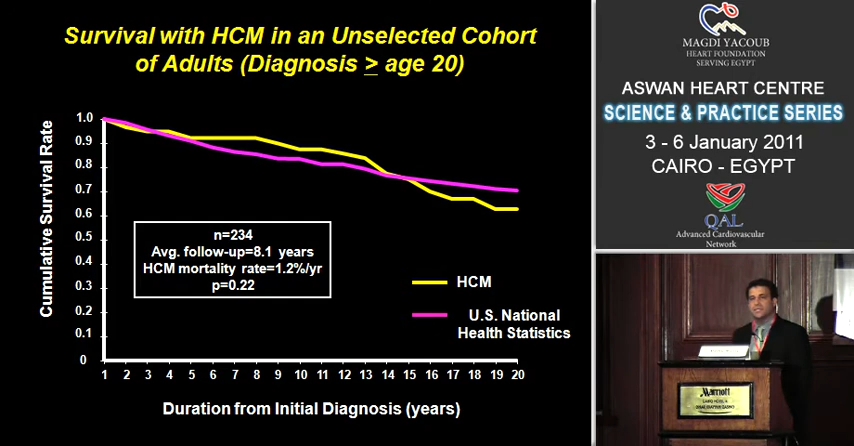 Survival with HCM in an Unselected Cohort
of Adults (Diagnosis > age 20)
Cumulative Survival Rate
1.0
0.9
0.8
0.7
0.6
0.5
0.4
0.3
0.2
0.1
0
n=234
Avg. follow-up=8.1 years
HCM mortality rate=1.2%/yr
p=0.22
HCM
U.S. National
Health Statistics
1 2 3 4 5 6 7 8 9 10 11 12 13 14 15 16 17 18 19 20
Duration from Initial Diagnosis (years)
MAGDI YACOUB
HEART FOUNDATION
SERVING EGYPT
ASWAN HEART CENTRE
SCIENCE & PRACTICE SERIES
3 - 6 January 2011
CAIRO - EGYPT
QAL
Advanced Cardiovascular
Network
Marriott